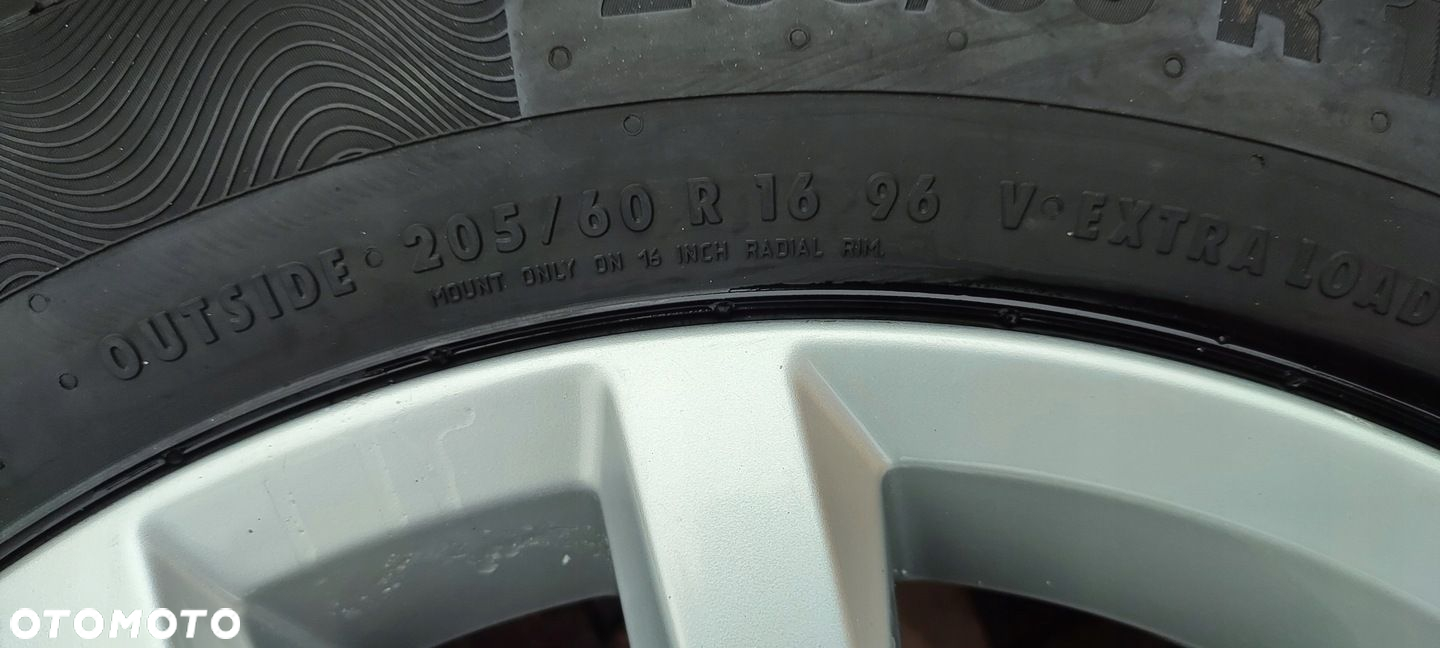 OUTSIDE · 205/60 R 16 96 V · EXTRA LOAD
MOUNT ONLY ON 16 INCH RADIAL RIM.
OTOMOTO